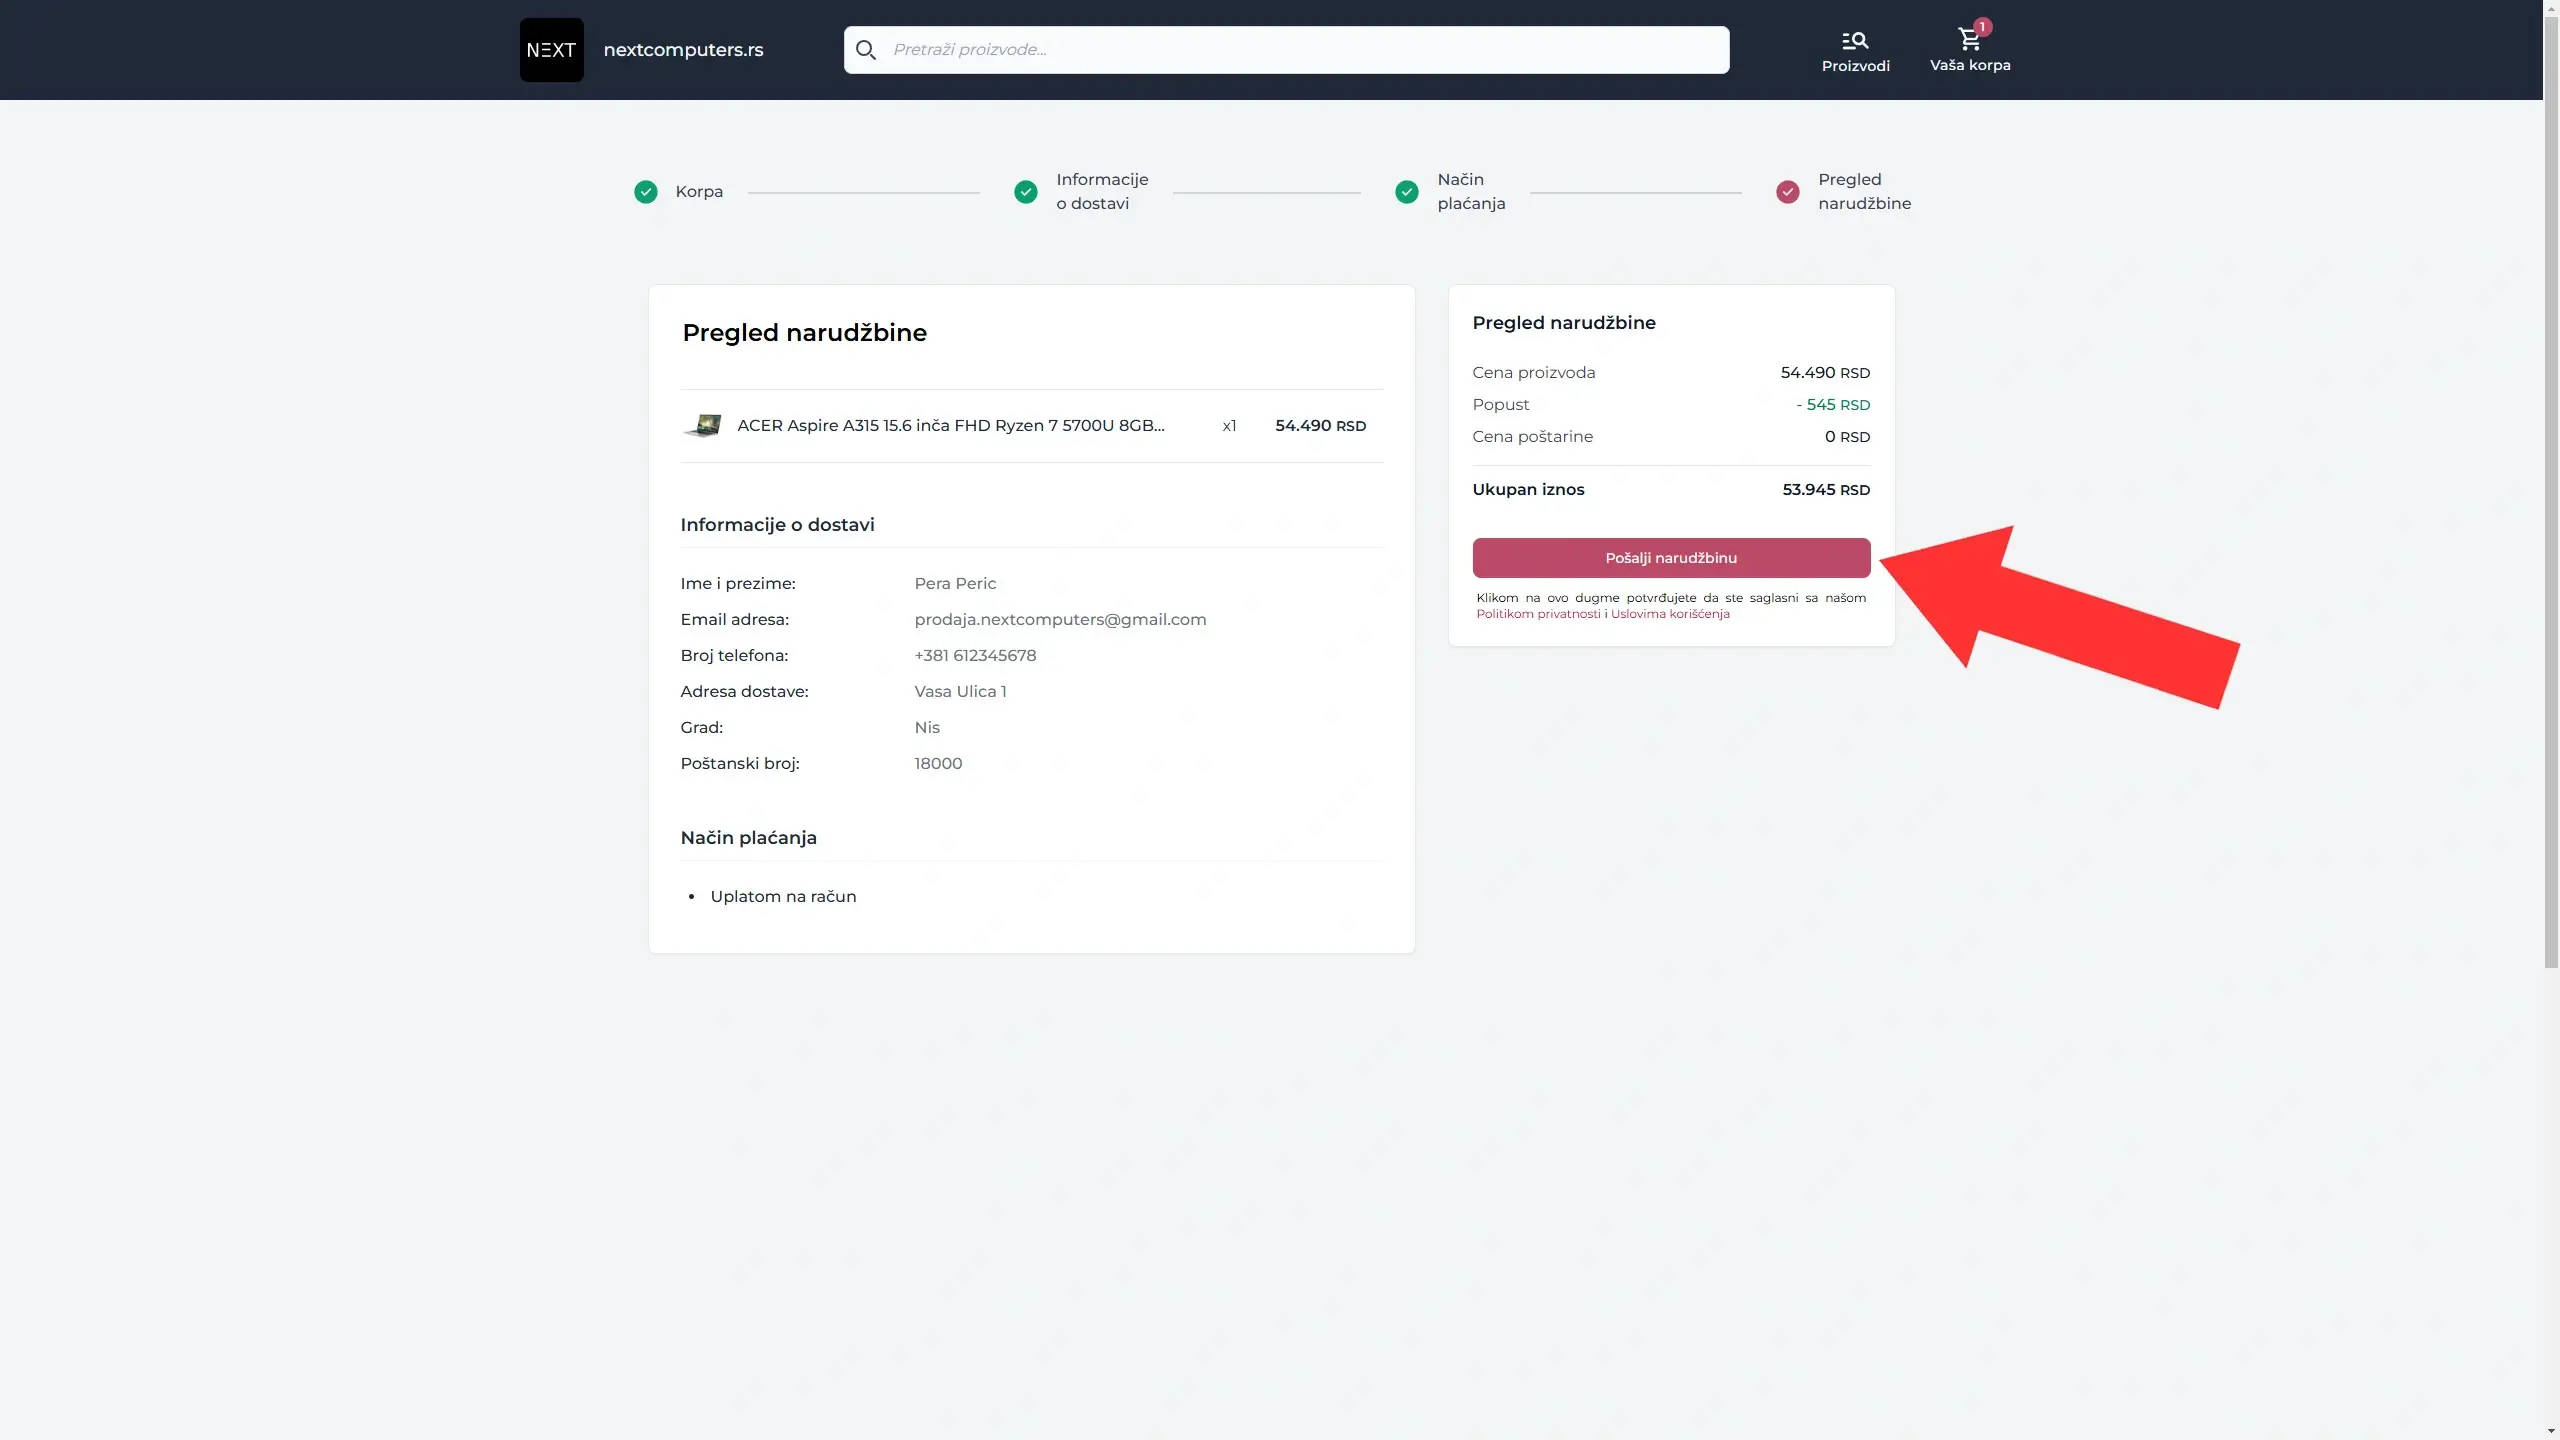 NEXT
nextcomputers.rs
Pretraži proizvode...
Proizvodi
1
Vaša korpa
Korpa
Informacije
o dostavi
Način
plaćanja
Pregled
narudžbine
Pregled narudžbine
ACER Aspire A315 15.6 inča FHD Ryzen 7 5700U 8GB... x1 54.490 RSD
Informacije o dostavi
Ime i prezime: Pera Peric
Email adresa: prodaja.nextcomputers@gmail.com
Broj telefona: +381 612345678
Adresa dostave: Vasa Ulica 1
Grad: Nis
Poštanski broj: 18000
Način plaćanja
• Uplatom na račun
Pregled narudžbine
Cena proizvoda 54.490 RSD
Popust - 545 RSD
Cena poštarine 0 RSD
Ukupan iznos 53.945 RSD
Pošalji narudžbinu
Klikom na ovo dugme potvrđujete da ste saglasni sa našom
Politikom privatnosti i Uslovima korišćenja